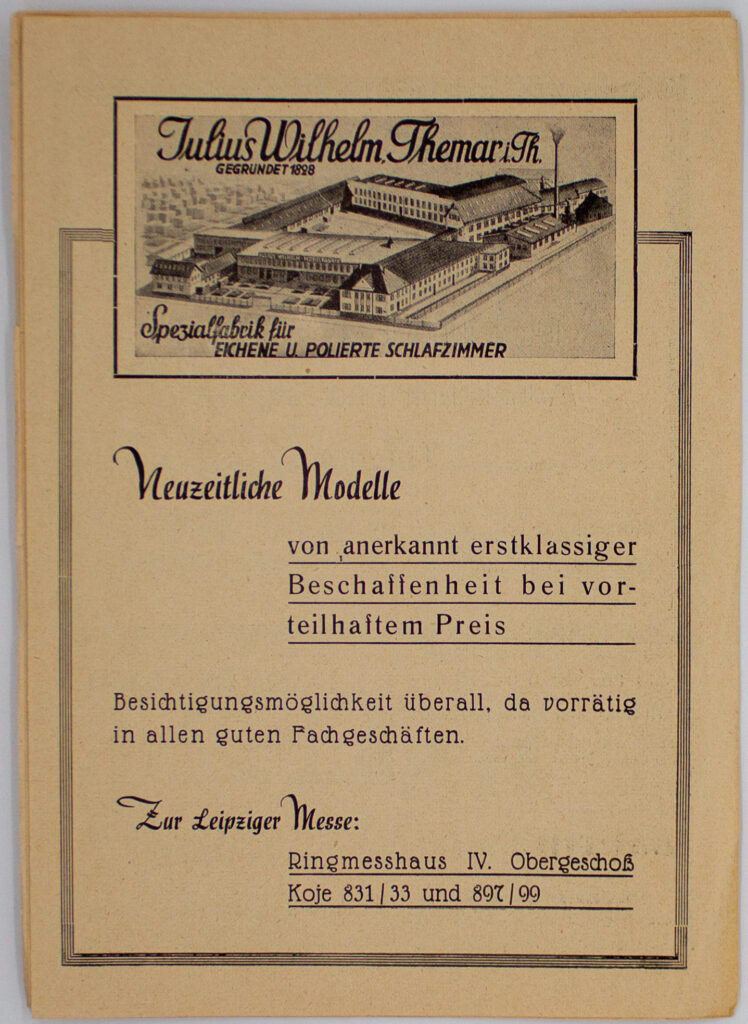 Julius Wilhelm, Themar i. Th.
GEGRÜNDET 1828
Spezialfabrik für
EICHENE U. POLIERTE SCHLAFZIMMER
Neuzeitliche Modelle
von anerkannt erstklassiger
Beschaffenheit bei vor-
teilhaftem Preis
Besichtigungsmöglichkeit überall, da vorrätig
in allen guten Fachgeschäften.
Zur Leipziger Messe:
Ringmesshaus IV. Obergeschoß
Koje 831/33 und 897/99